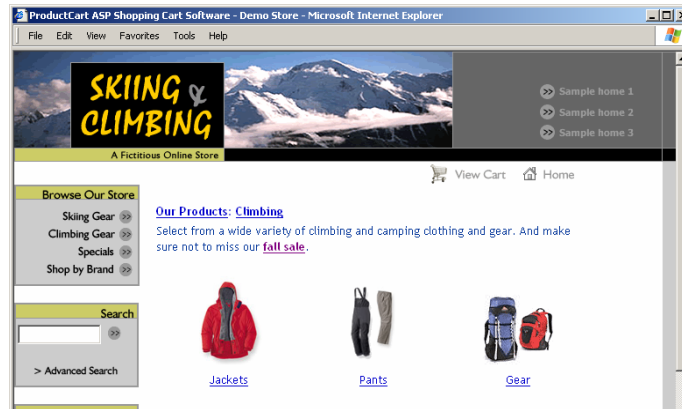 ProductCart ASP Shopping Cart Software - Demo Store - Microsoft Internet Explorer
File Edit View Favorites Tools Help
SKIING &
CLIMBING
A Fictitious Online Store
Sample home 1
Sample home 2
Sample home 3
View Cart Home
Browse Our Store
Skiing Gear
Climbing Gear
Specials
Shop by Brand
Our Products: Climbing
Select from a wide variety of climbing and camping clothing and gear. And make
sure not to miss our fall sale.
Search
> Advanced Search
Jackets Pants Gear